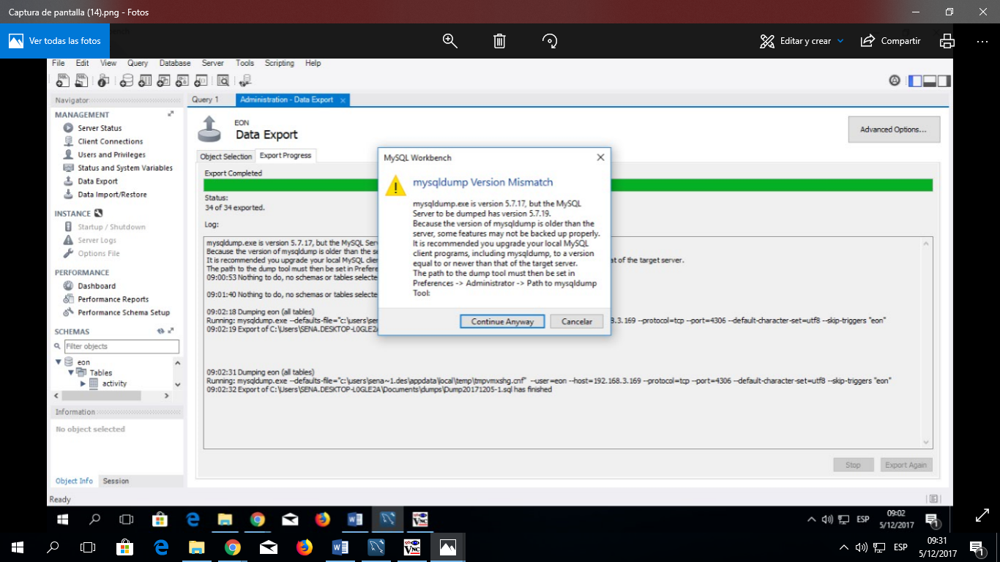 Captura de pantalla (14).png - Fotos
Ver todas las fotos
Editar y crear
Compartir
File Edit View Query Database Server Tools Scripting Help
Navigator
Query 1
Administration - Data Export
MANAGEMENT
Server Status
Client Connections
Users and Privileges
Status and System Variables
Data Export
Data Import/Restore
INSTANCE
Startup / Shutdown
Server Logs
Options File
PERFORMANCE
Dashboard
Performance Reports
Performance Schema Setup
SCHEMAS
Filter objects
eon
Tables
activity
Information
No object selected
Object Info Session
Ready
EON
Data Export
Advanced Options...
Object Selection Export Progress
Export Completed
Status:
34 of 34 exported.
Log:
mysqldump.exe is version 5.7.17, but the MySQL Ser
Because the version of mysqldump is older than the se
It is recommended you upgrade your local MySQL clie at of the target server.
The path to the dump tool must then be set in Prefere
09:00:53 Nothing to do, no schemas or tables selecte
09:01:40 Nothing to do, no schemas or tables selecte
09:02:18 Dumping eon (all tables)
Running: mysqldump.exe --defaults-file="c:\users\sen 8.3.169 --protocol=tcp --port=4306 --default-character-set=utf8 --skip-triggers "eon"
09:02:19 Export of C:\Users\SENA.DESKTOP-L0GLE2A
09:02:31 Dumping eon (all tables)
Running: mysqldump.exe --defaults-file="c:\users\sena~1.des\appdata\local\temp\tmpvmxshg.cnf" --user=eon --host=192.168.3.169 --protocol=tcp --port=4306 --default-character-set=utf8 --skip-triggers "eon"
09:02:32 Export of C:\Users\SENA.DESKTOP-L0GLE2A\Documents\dumps\Dump20171205-1.sql has finished
Stop Export Again
MySQL Workbench
mysqldump Version Mismatch
mysqldump.exe is version 5.7.17, but the MySQL
Server to be dumped has version 5.7.19.
Because the version of mysqldump is older than the
server, some features may not be backed up properly.
It is recommended you upgrade your local MySQL
client programs, including mysqldump, to a version
equal to or newer than that of the target server.
The path to the dump tool must then be set in
Preferences -> Administrator -> Path to mysqldump
Tool:
Continue Anyway Cancelar
ESP
09:02
5/12/2017
1
ESP
09:31
5/12/2017
1